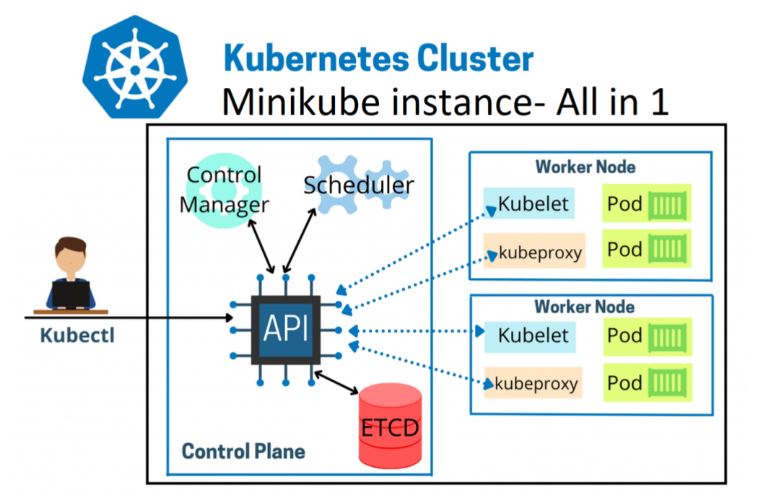 Kubernetes Cluster
Minikube instance- All in 1
Control
Manager
Scheduler
API
ETCD
Control Plane
Kubectl
Worker Node
Kubelet
Pod
kubeproxy
Pod
Worker Node
Kubelet
Pod
kubeproxy
Pod